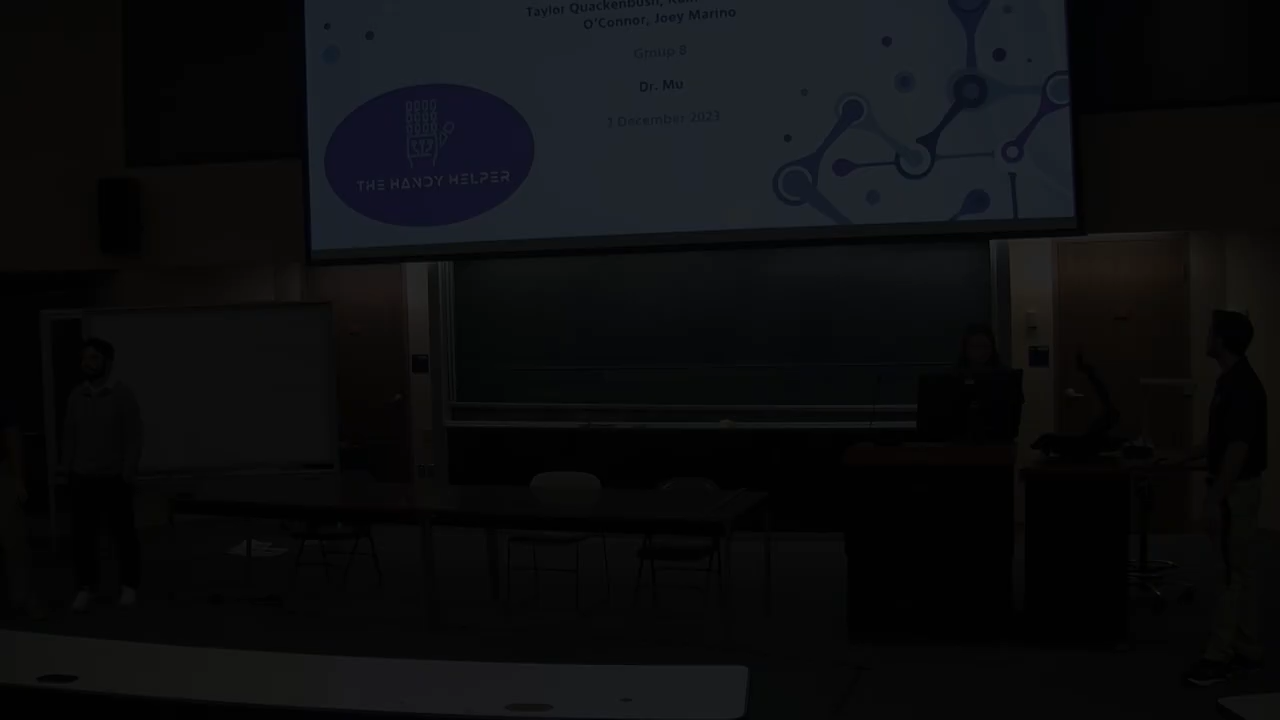 Taylor Quackenbush,
O'Connor, Joey Marino
Group 8
Dr. Mu
1 December 2023
THE HANDY HELPER